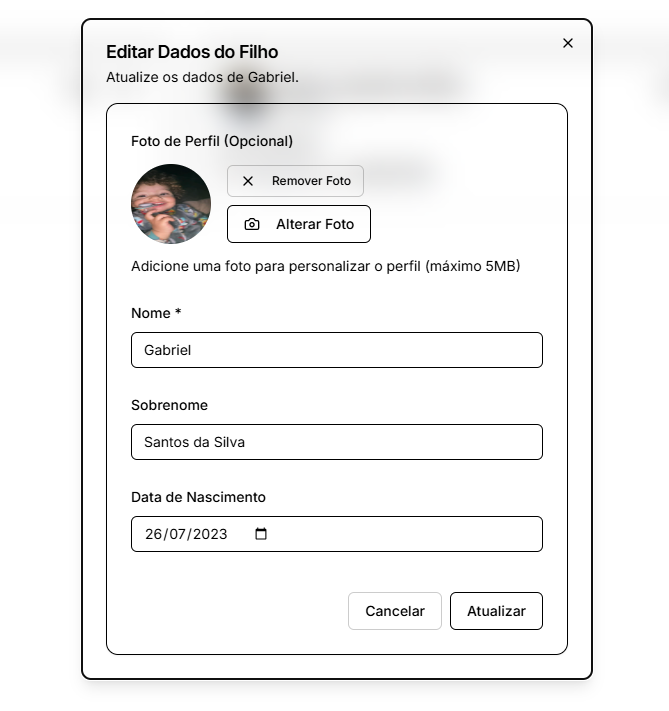 Editar Dados do Filho
Atualize os dados de Gabriel.
Foto de Perfil (Opcional)
Remover Foto
Alterar Foto
Adicione uma foto para personalizar o perfil (máximo 5MB)
Nome *
Gabriel
Sobrenome
Santos da Silva
Data de Nascimento
26/07/2023
Cancelar Atualizar